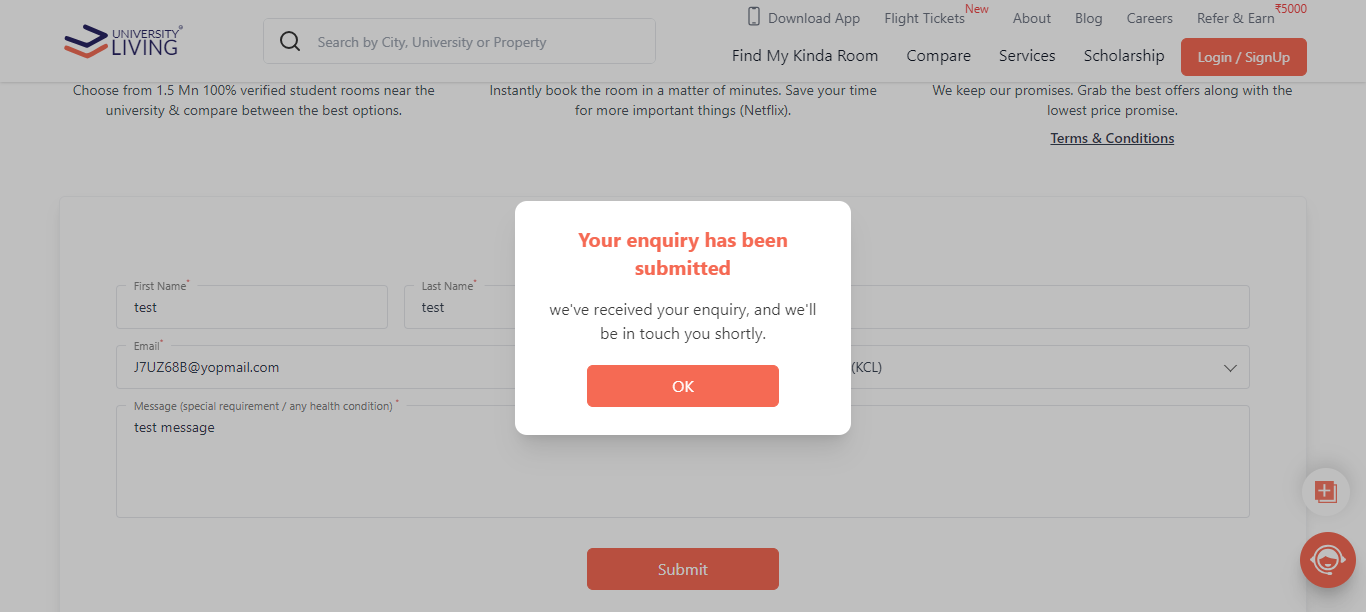 Download App
Flight Tickets
New
About
Blog
Careers
Refer & Earn
₹5000
UNIVERSITY
LIVING
Search by City, University or Property
Find My Kinda Room
Compare
Services
Scholarship
Login / SignUp
Choose from 1.5 Mn 100% verified student rooms near the
university & compare between the best options.
Instantly book the room in a matter of minutes. Save your time
for more important things (Netflix).
We keep our promises. Grab the best offers along with the
lowest price promise.
Terms & Conditions
Your enquiry has been
submitted
we've received your enquiry, and we'll
be in touch you shortly.
OK
First Name*
test
Last Name*
test
Email*
J7UZ68B@yopmail.com
(KCL)
Message (special requirement / any health condition) *
test message
Submit